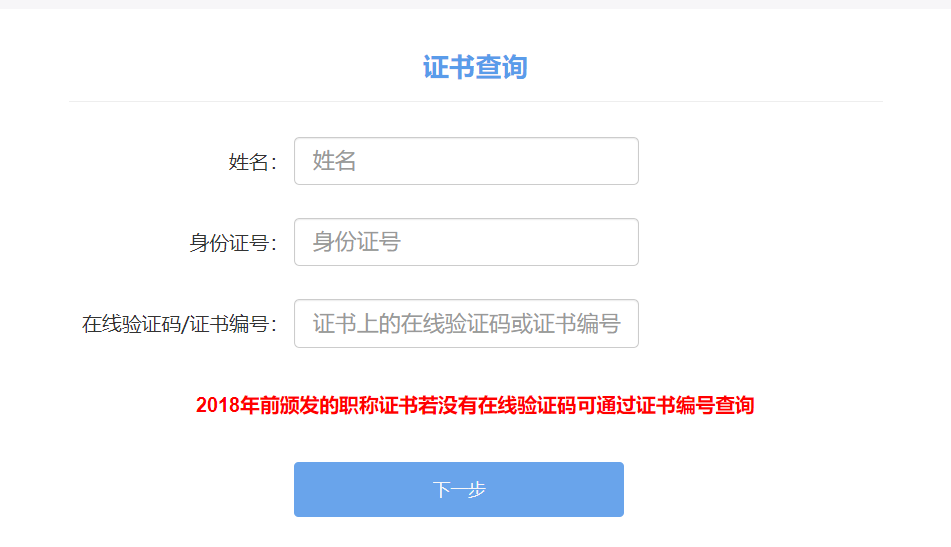 证书查询
姓名： 姓名
身份证号： 身份证号
在线验证码/证书编号： 证书上的在线验证码或证书编号
2018年前颁发的职称证书若没有在线验证码可通过证书编号查询
下一步